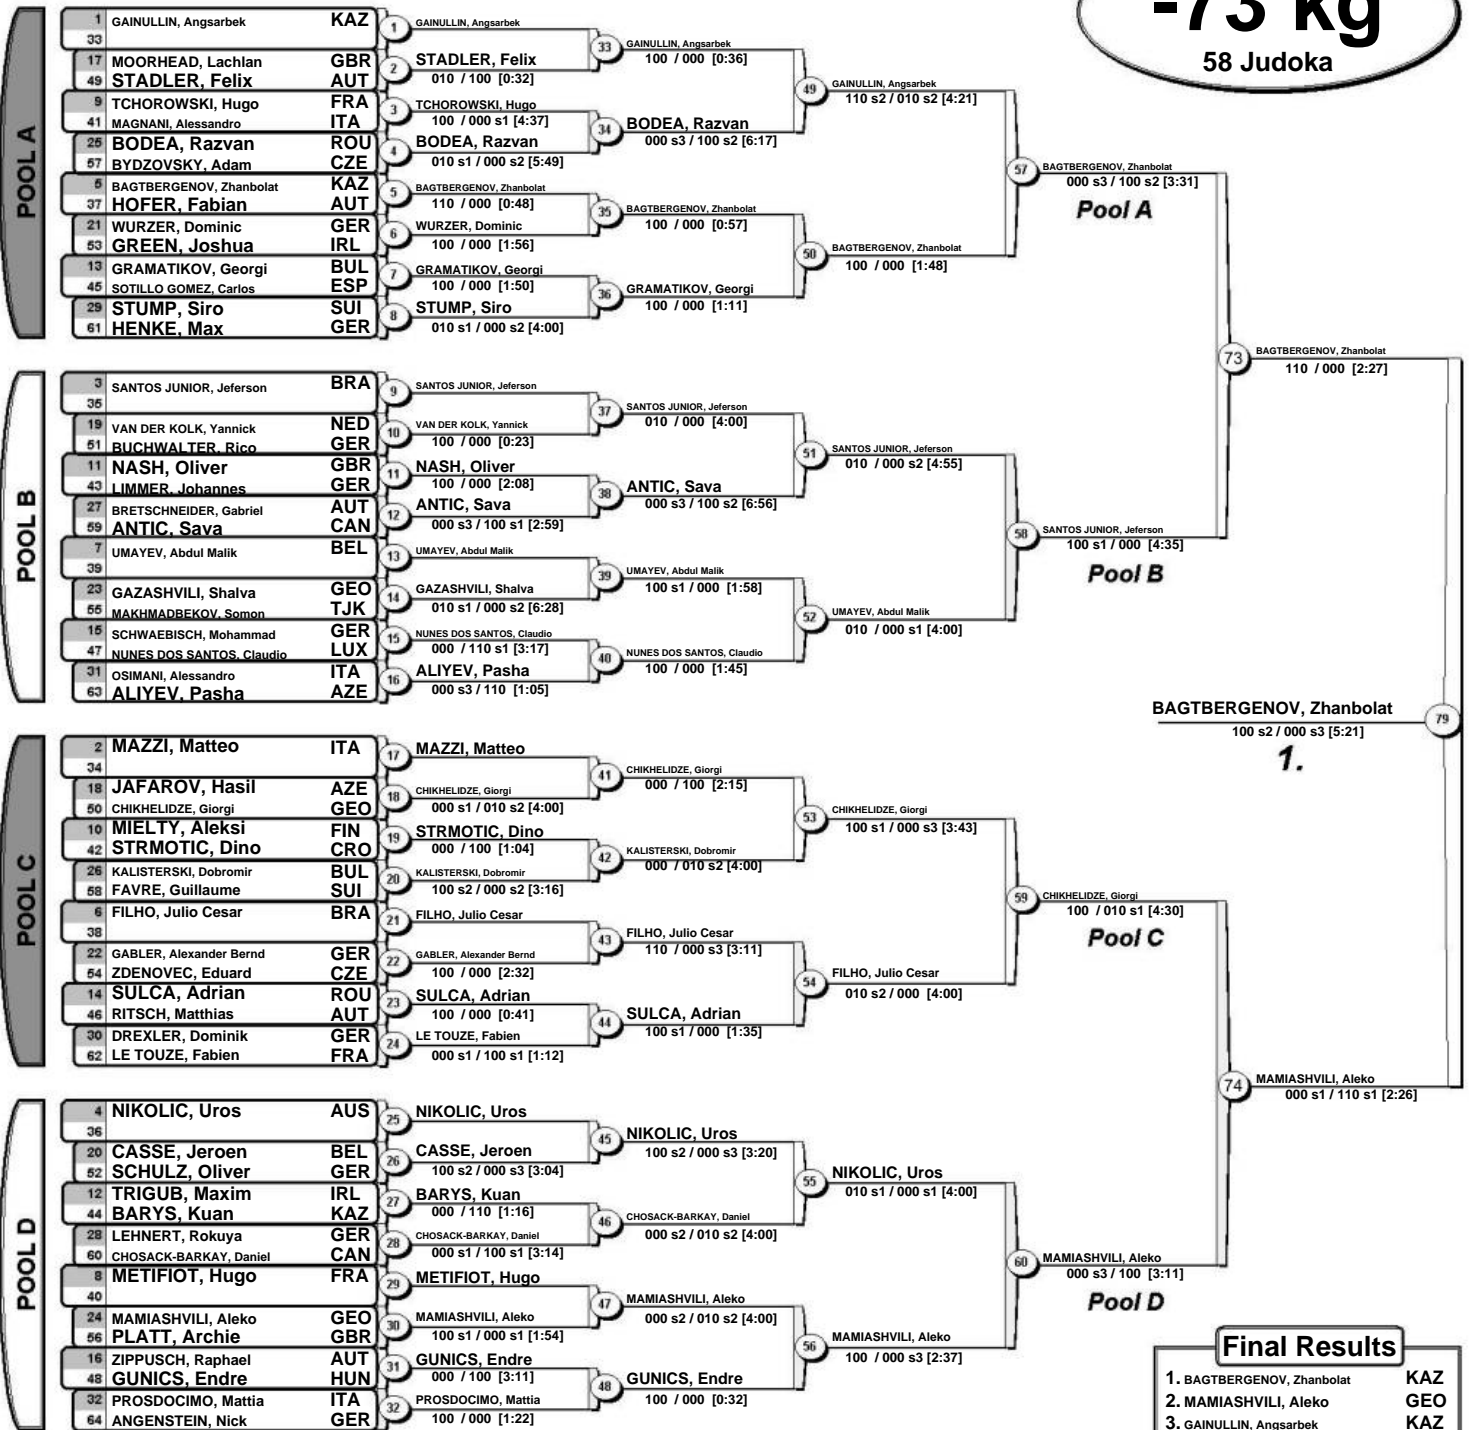 -73 kg
58 Judoka
POOL A
1 GAINULLIN, Angsarbek KAZ
33
17 MOORHEAD, Lachlan GBR
49 STADLER, Felix AUT
9 TCHOROWSKI, Hugo FRA
41 MAGNANI, Alessandro ITA
25 BODEA, Razvan ROU
57 BYDZOVSKY, Adam CZE
5 BAGTBERGENOV, Zhanbolat KAZ
37 HOFER, Fabian AUT
21 WURZER, Dominic GER
53 GREEN, Joshua IRL
13 GRAMATIKOV, Georgi BUL
45 SOTILLO GOMEZ, Carlos ESP
29 STUMP, Siro SUI
61 HENKE, Max GER
1 GAINULLIN, Angsarbek
2 STADLER, Felix
010 / 100 [0:32]
3 TCHOROWSKI, Hugo
100 / 000 s1 [4:37]
4 BODEA, Razvan
010 s1 / 000 s2 [5:49]
5 BAGTBERGENOV, Zhanbolat
110 / 000 [0:48]
6 WURZER, Dominic
100 / 000 [1:56]
7 GRAMATIKOV, Georgi
100 / 000 [1:50]
8 STUMP, Siro
010 s1 / 000 s2 [4:00]
33 GAINULLIN, Angsarbek
100 / 000 [0:36]
34 BODEA, Razvan
000 s3 / 100 s2 [6:17]
35 BAGTBERGENOV, Zhanbolat
100 / 000 [0:57]
36 GRAMATIKOV, Georgi
100 / 000 [1:11]
49 GAINULLIN, Angsarbek
110 s2 / 010 s2 [4:21]
50 BAGTBERGENOV, Zhanbolat
100 / 000 [1:48]
57 BAGTBERGENOV, Zhanbolat
000 s3 / 100 s2 [3:31]
Pool A
POOL B
3 SANTOS JUNIOR, Jeferson BRA
35
19 VAN DER KOLK, Yannick NED
51 BUCHWALTER, Rico GER
11 NASH, Oliver GBR
43 LIMMER, Johannes GER
27 BRETSCHNEIDER, Gabriel AUT
59 ANTIC, Sava CAN
7 UMAYEV, Abdul Malik BEL
39
23 GAZASHVILI, Shalva GEO
55 MAKHMADBEKOV, Somon TJK
15 SCHWAEBISCH, Mohammad GER
47 NUNES DOS SANTOS, Claudio LUX
31 OSIMANI, Alessandro ITA
63 ALIYEV, Pasha AZE
9 SANTOS JUNIOR, Jeferson
10 VAN DER KOLK, Yannick
100 / 000 [0:23]
11 NASH, Oliver
100 / 000 [2:08]
12 ANTIC, Sava
000 s3 / 100 s1 [2:59]
13 UMAYEV, Abdul Malik
14 GAZASHVILI, Shalva
010 s1 / 000 s2 [6:28]
15 NUNES DOS SANTOS, Claudio
000 / 110 s1 [3:17]
16 ALIYEV, Pasha
000 s3 / 110 [1:05]
37 SANTOS JUNIOR, Jeferson
010 / 000 [4:00]
38 ANTIC, Sava
000 s3 / 100 s2 [6:56]
39 UMAYEV, Abdul Malik
100 s1 / 000 [1:58]
40 NUNES DOS SANTOS, Claudio
100 / 000 [1:45]
51 SANTOS JUNIOR, Jeferson
010 / 000 s2 [4:55]
52 UMAYEV, Abdul Malik
010 / 000 s1 [4:00]
58 SANTOS JUNIOR, Jeferson
100 s1 / 000 [4:35]
Pool B
73 BAGTBERGENOV, Zhanbolat
110 / 000 [2:27]
BAGTBERGENOV, Zhanbolat 79
100 s2 / 000 s3 [5:21]
1.
POOL C
2 MAZZI, Matteo ITA
34
18 JAFAROV, Hasil AZE
50 CHIKHELIDZE, Giorgi GEO
10 MIELTY, Aleksi FIN
42 STRMOTIC, Dino CRO
26 KALISTERSKI, Dobromir BUL
58 FAVRE, Guillaume SUI
6 FILHO, Julio Cesar BRA
38
22 GABLER, Alexander Bernd GER
54 ZDENOVEC, Eduard CZE
14 SULCA, Adrian ROU
46 RITSCH, Matthias AUT
30 DREXLER, Dominik GER
62 LE TOUZE, Fabien FRA
17 MAZZI, Matteo
18 CHIKHELIDZE, Giorgi
000 s1 / 010 s2 [4:00]
19 STRMOTIC, Dino
000 / 100 [1:04]
20 KALISTERSKI, Dobromir
100 s2 / 000 s2 [3:16]
21 FILHO, Julio Cesar
22 GABLER, Alexander Bernd
100 / 000 [2:32]
23 SULCA, Adrian
100 / 000 [0:41]
24 LE TOUZE, Fabien
000 s1 / 100 s1 [1:12]
41 CHIKHELIDZE, Giorgi
000 / 100 [2:15]
42 KALISTERSKI, Dobromir
000 / 010 s2 [4:00]
43 FILHO, Julio Cesar
110 / 000 s3 [3:11]
44 SULCA, Adrian
100 s1 / 000 [1:35]
53 CHIKHELIDZE, Giorgi
100 s1 / 000 s3 [3:43]
54 FILHO, Julio Cesar
010 s2 / 000 [4:00]
59 CHIKHELIDZE, Giorgi
100 / 010 s1 [4:30]
Pool C
POOL D
4 NIKOLIC, Uros AUS
36
20 CASSE, Jeroen BEL
52 SCHULZ, Oliver GER
12 TRIGUB, Maxim IRL
44 BARYS, Kuan KAZ
28 LEHNERT, Rokuya GER
60 CHOSACK-BARKAY, Daniel CAN
8 METIFIOT, Hugo FRA
40
24 MAMIASHVILI, Aleko GEO
56 PLATT, Archie GBR
16 ZIPPUSCH, Raphael AUT
48 GUNICS, Endre HUN
32 PROSDOCIMO, Mattia ITA
64 ANGENSTEIN, Nick GER
25 NIKOLIC, Uros
26 CASSE, Jeroen
100 s2 / 000 s3 [3:04]
27 BARYS, Kuan
000 / 110 [1:16]
28 CHOSACK-BARKAY, Daniel
000 s1 / 100 s1 [3:14]
29 METIFIOT, Hugo
30 MAMIASHVILI, Aleko
100 s1 / 000 s1 [1:54]
31 GUNICS, Endre
000 / 100 [3:11]
32 PROSDOCIMO, Mattia
100 / 000 [1:22]
45 NIKOLIC, Uros
100 s2 / 000 s3 [3:20]
46 CHOSACK-BARKAY, Daniel
000 s2 / 010 s2 [4:00]
47 MAMIASHVILI, Aleko
000 s2 / 010 s2 [4:00]
48 GUNICS, Endre
100 / 000 [0:32]
55 NIKOLIC, Uros
010 s1 / 000 s1 [4:00]
56 MAMIASHVILI, Aleko
100 / 000 s3 [2:37]
60 MAMIASHVILI, Aleko
000 s3 / 100 [3:11]
Pool D
74 MAMIASHVILI, Aleko
000 s1 / 110 s1 [2:26]
Final Results
1. BAGTBERGENOV, Zhanbolat KAZ
2. MAMIASHVILI, Aleko GEO
3. GAINULLIN, Angsarbek KAZ